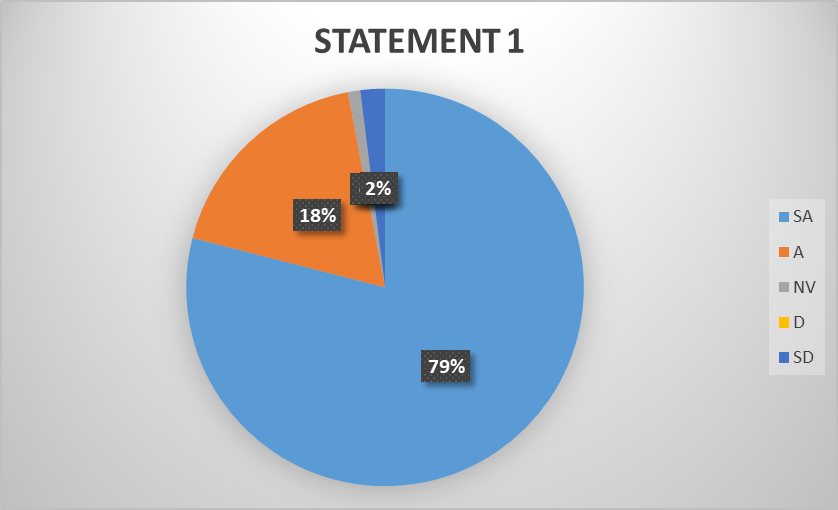 STATEMENT 1
2%
18%
79%
SA
A
NV
D
SD